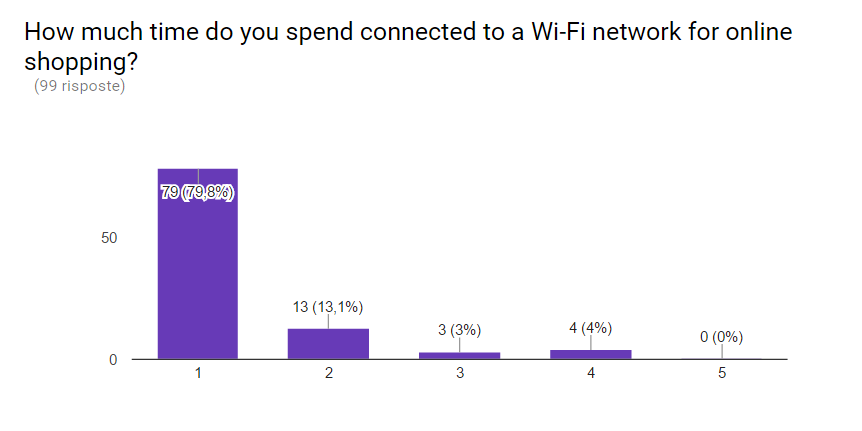 How much time do you spend connected to a Wi-Fi network for online
shopping?
(99 risposte)
79 (79,8%)
50
13 (13,1%)
3 (3%)
4 (4%)
0 (0%)
0
1 2 3 4 5